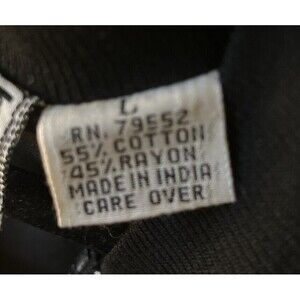 L
RN. 79552
55% COTTON
45% RAYON
MADE IN INDIA
CARE OVER